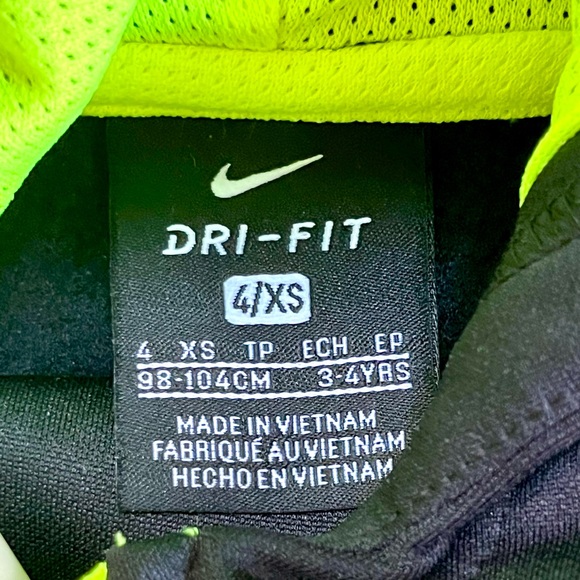 DRI-FIT
4/XS
4 XS TP ECH EP
98-104CM 3-4YRS
MADE IN VIETNAM
FABRIQUÉ AU VIETNAM
HECHO EN VIETNAM